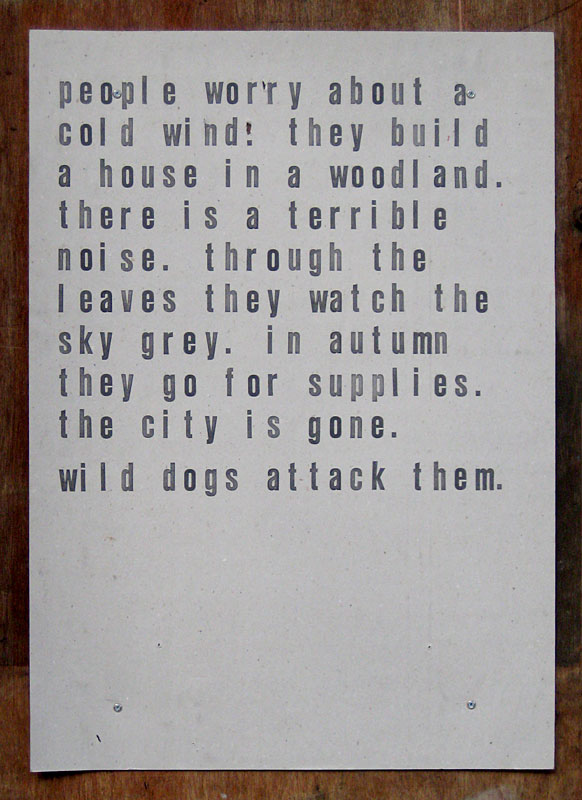 people worry about a
cold wind. they build
a house in a woodland.
there is a terrible
noise. through the
leaves they watch the
sky grey. in autumn
they go for supplies.
the city is gone.
wild dogs attack them.